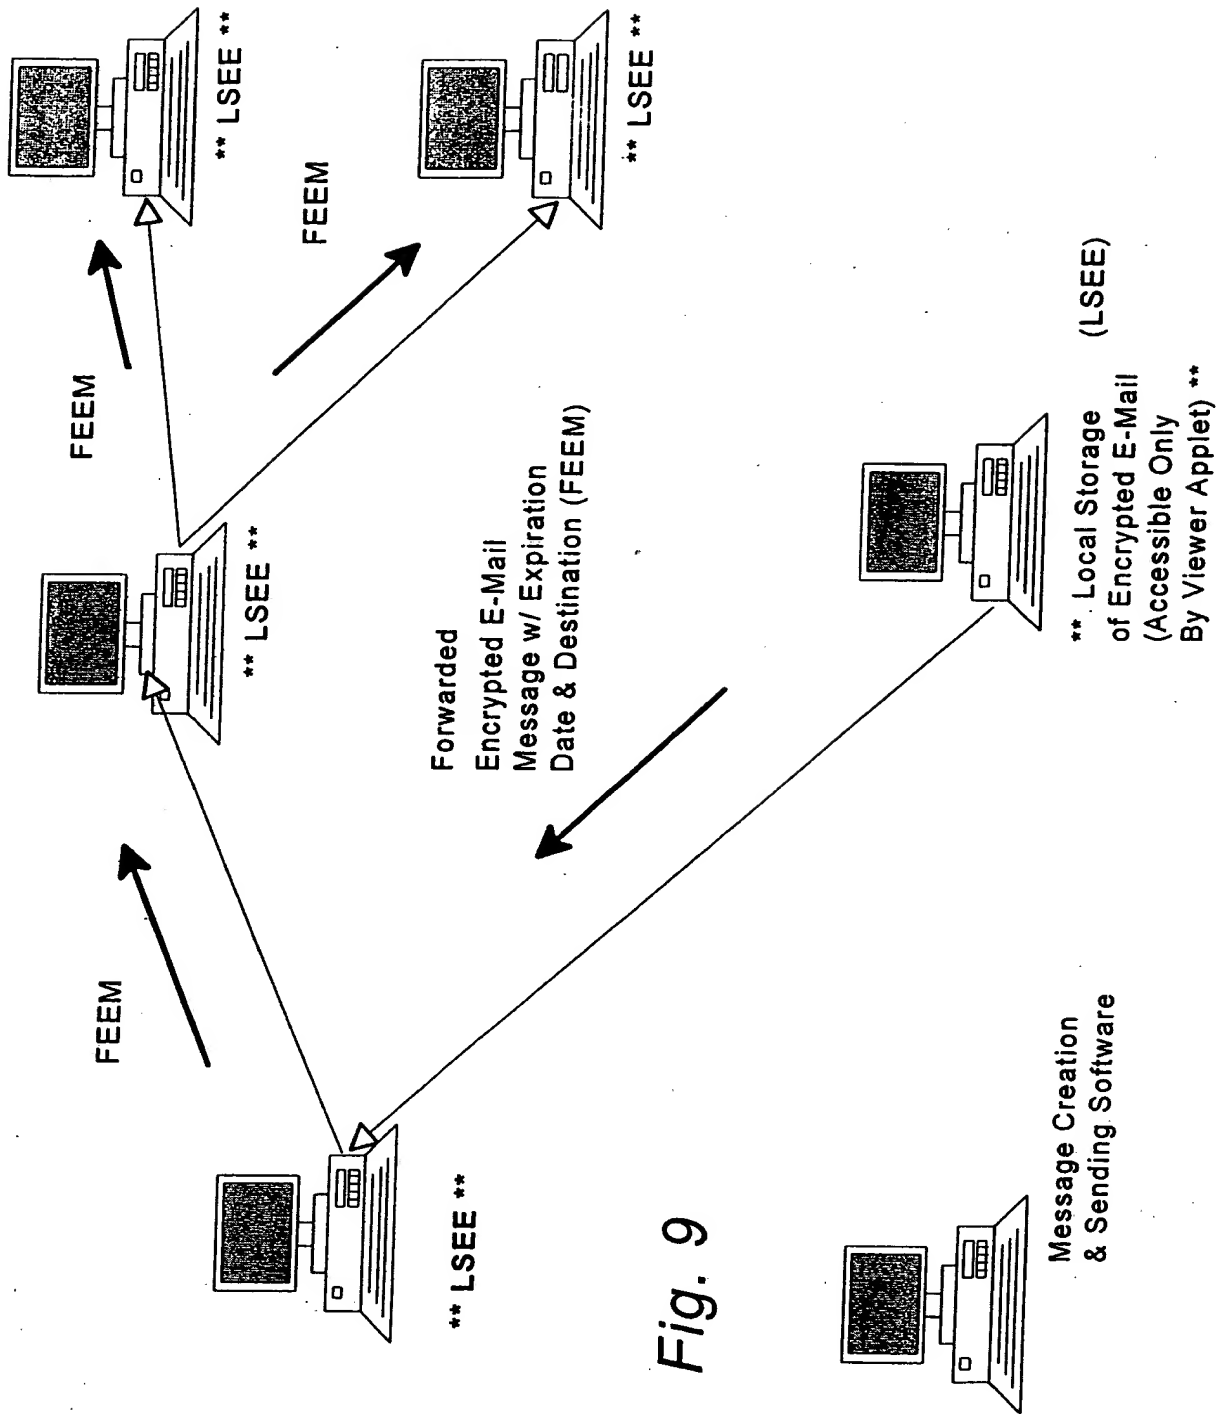 FEEM
FEEM
** LSEE **
** LSEE **
FEEM
** LSEE **
Forwarded
Encrypted E-Mail
Message w/ Expiration
Date & Destination (FEEM)
** LSEE **
Fig. 9
Message Creation
& Sending Software
** Local Storage (LSEE)
of Encrypted E-Mail
(Accessible Only
By Viewer Applet) **